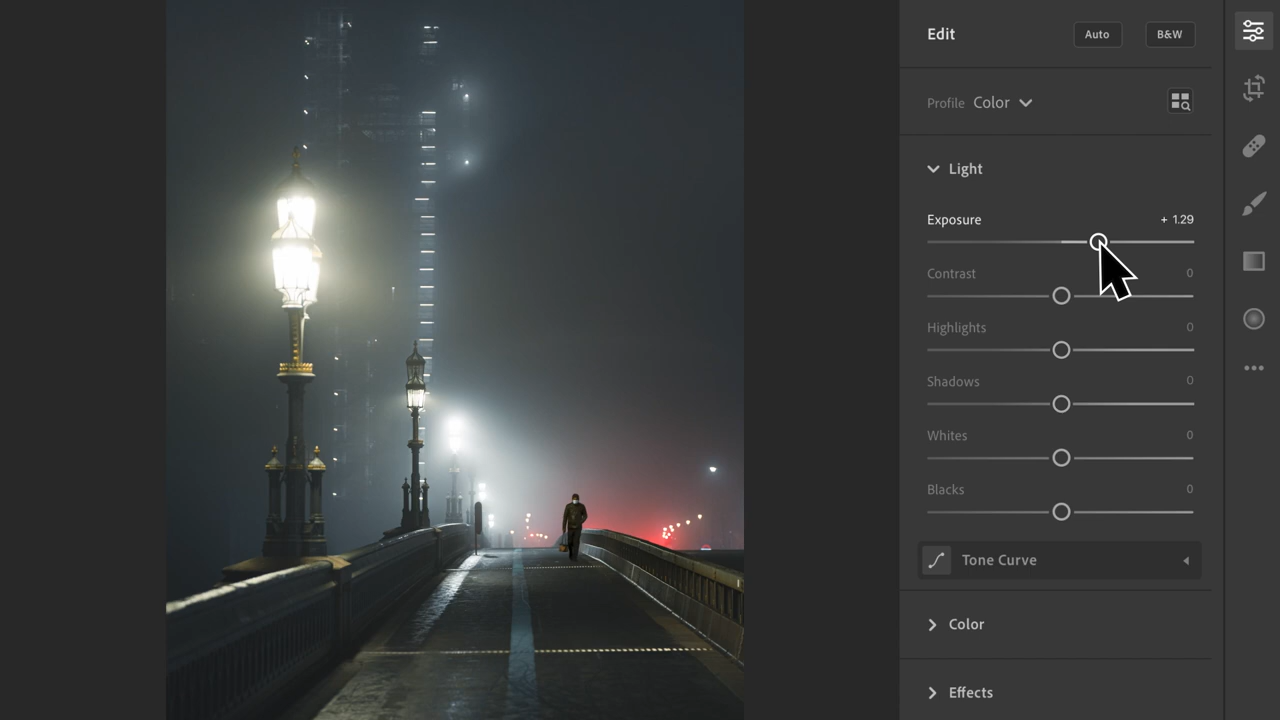 Edit
Auto
B&W
Profile Color
Light
Exposure + 1.29
Contrast 0
Highlights 0
Shadows 0
Whites 0
Blacks 0
Tone Curve
Color
Effects